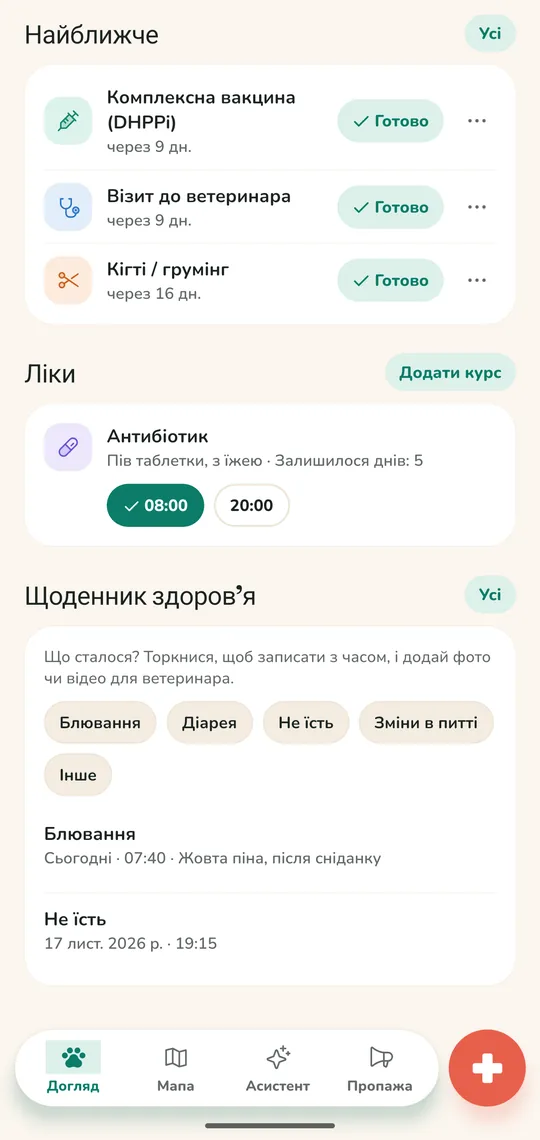 Найближче
Усі
Комплексна вакцина
(DHPPi)
через 9 дн.
Готово
Візит до ветеринара
через 9 дн.
Готово
Кігті / грумінг
через 16 дн.
Готово
Ліки
Додати курс
Антибіотик
Пів таблетки, з їжею · Залишилося днів: 5
08:00
20:00
Щоденник здоров’я
Усі
Що сталося? Торкнися, щоб записати з часом, і додай фото
чи відео для ветеринара.
Блювання
Діарея
Не їсть
Зміни в питті
Інше
Блювання
Сьогодні · 07:40 · Жовта піна, після сніданку
Не їсть
17 лист. 2026 р. · 19:15
Догляд
Мапа
Асистент
Пропажа